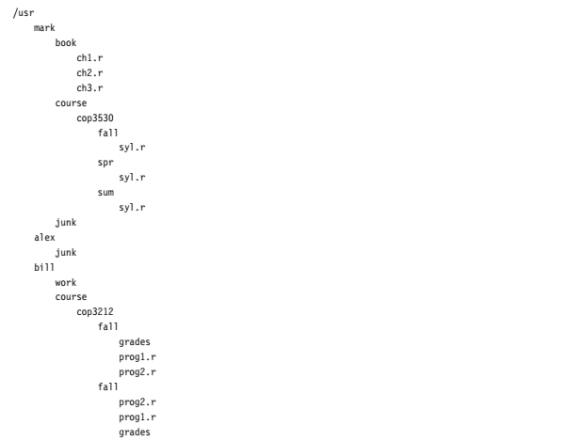 /usr
mark
book
ch1.r
ch2.r
ch3.r
course
cop3530
fall
syl.r
spr
syl.r
sum
syl.r
junk
alex
junk
bill
work
course
cop3212
fall
grades
prog1.r
prog2.r
fall
prog2.r
prog1.r
grades